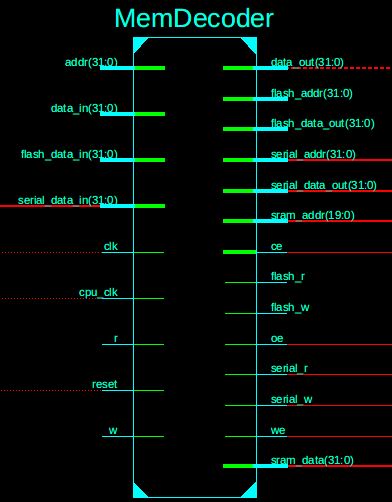 MemDecoder
addr(31:0)
data_in(31:0)
flash_data_in(31:0)
serial_data_in(31:0)
clk
cpu_clk
r
reset
w
data_out(31:0)
flash_addr(31:0)
flash_data_out(31:0)
serial_addr(31:0)
serial_data_out(31:0)
sram_addr(19:0)
ce
flash_r
flash_w
oe
serial_r
serial_w
we
sram_data(31:0)